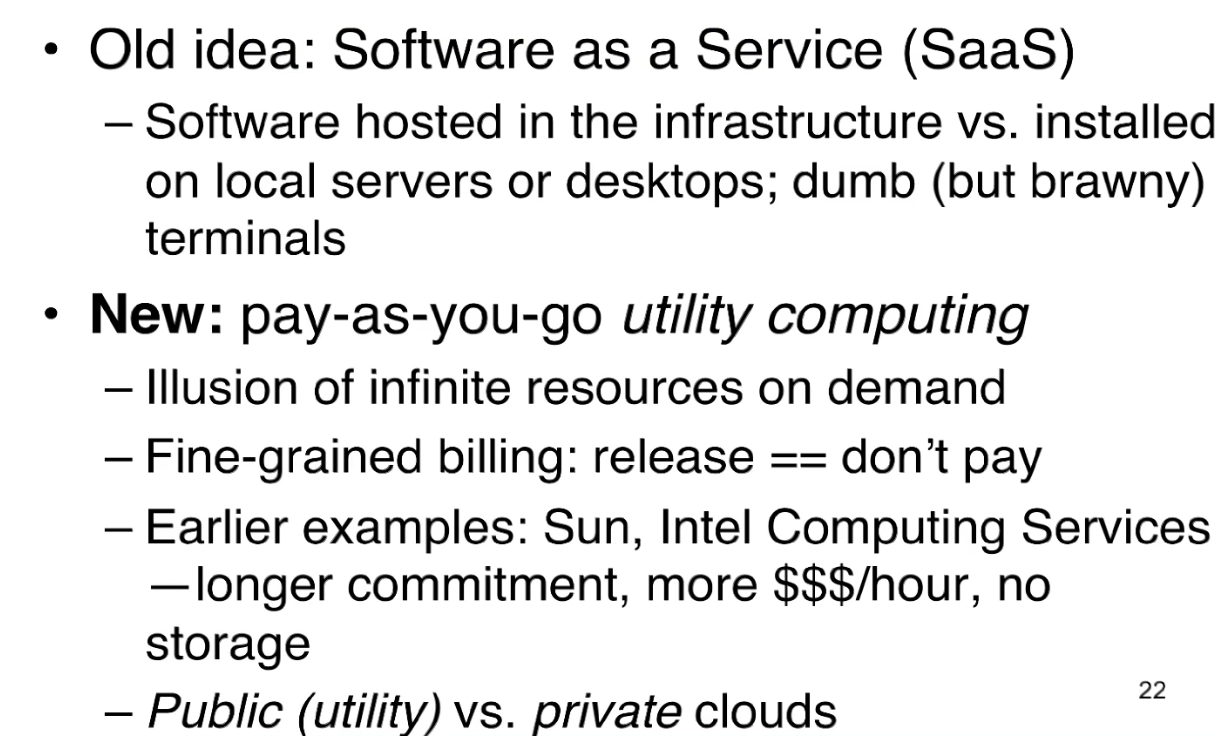 • Old idea: Software as a Service (SaaS)
– Software hosted in the infrastructure vs. installed
on local servers or desktops; dumb (but brawny)
terminals
• New: pay-as-you-go utility computing
– Illusion of infinite resources on demand
– Fine-grained billing: release == don’t pay
– Earlier examples: Sun, Intel Computing Services
—longer commitment, more $$$/hour, no
storage
– Public (utility) vs. private clouds
22